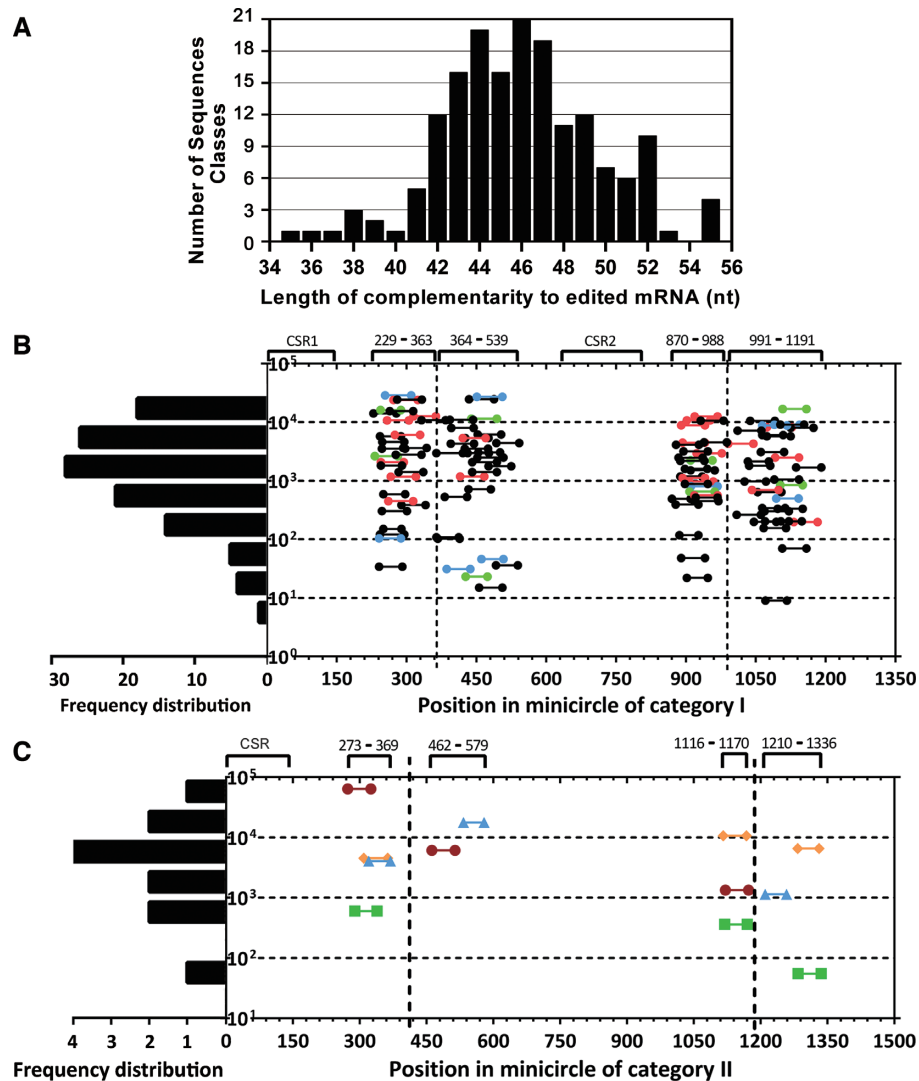 A
21
18
15
12
9
6
3
0
Number of Sequences
Classes
34 36 38 40 42 44 46 48 50 52 54 56
Length of complementarity to edited mRNA (nt)
B
CSR1 229 – 363 364 – 539 CSR2 870 – 988 991 – 1191
10^5
10^4
10^3
10^2
10^1
10^0
30 20 10 0 150 300 450 600 750 900 1050 1200 1350
Frequency distribution Position in minicircle of category I
C
CSR 273 – 369 462 – 579 1116 – 1170 1210 – 1336
10^5
10^4
10^3
10^2
10^1
4 3 2 1 0 150 300 450 600 750 900 1050 1200 1350 1500
Frequency distribution Position in minicircle of category II